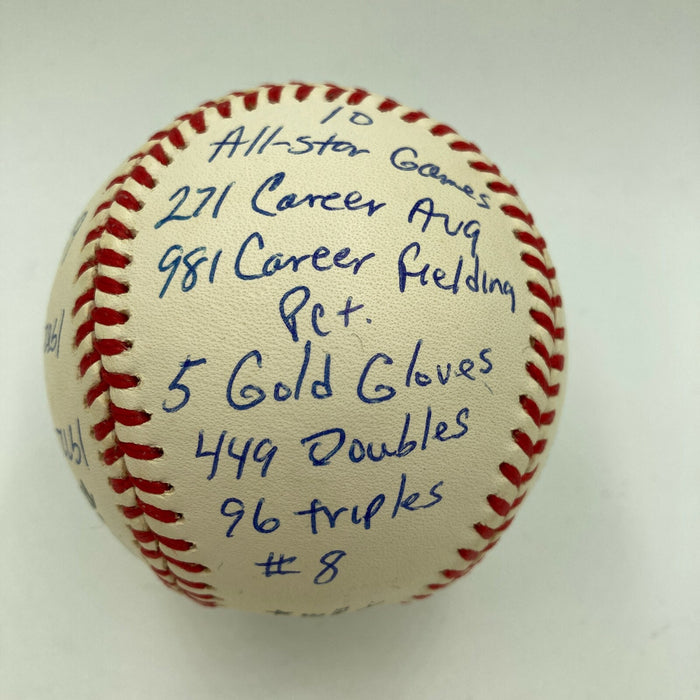 10
All-star Games
271 Career Avg
981 Career Fielding
Pct.
5 Gold Gloves
449 Doubles
96 triples
# 8